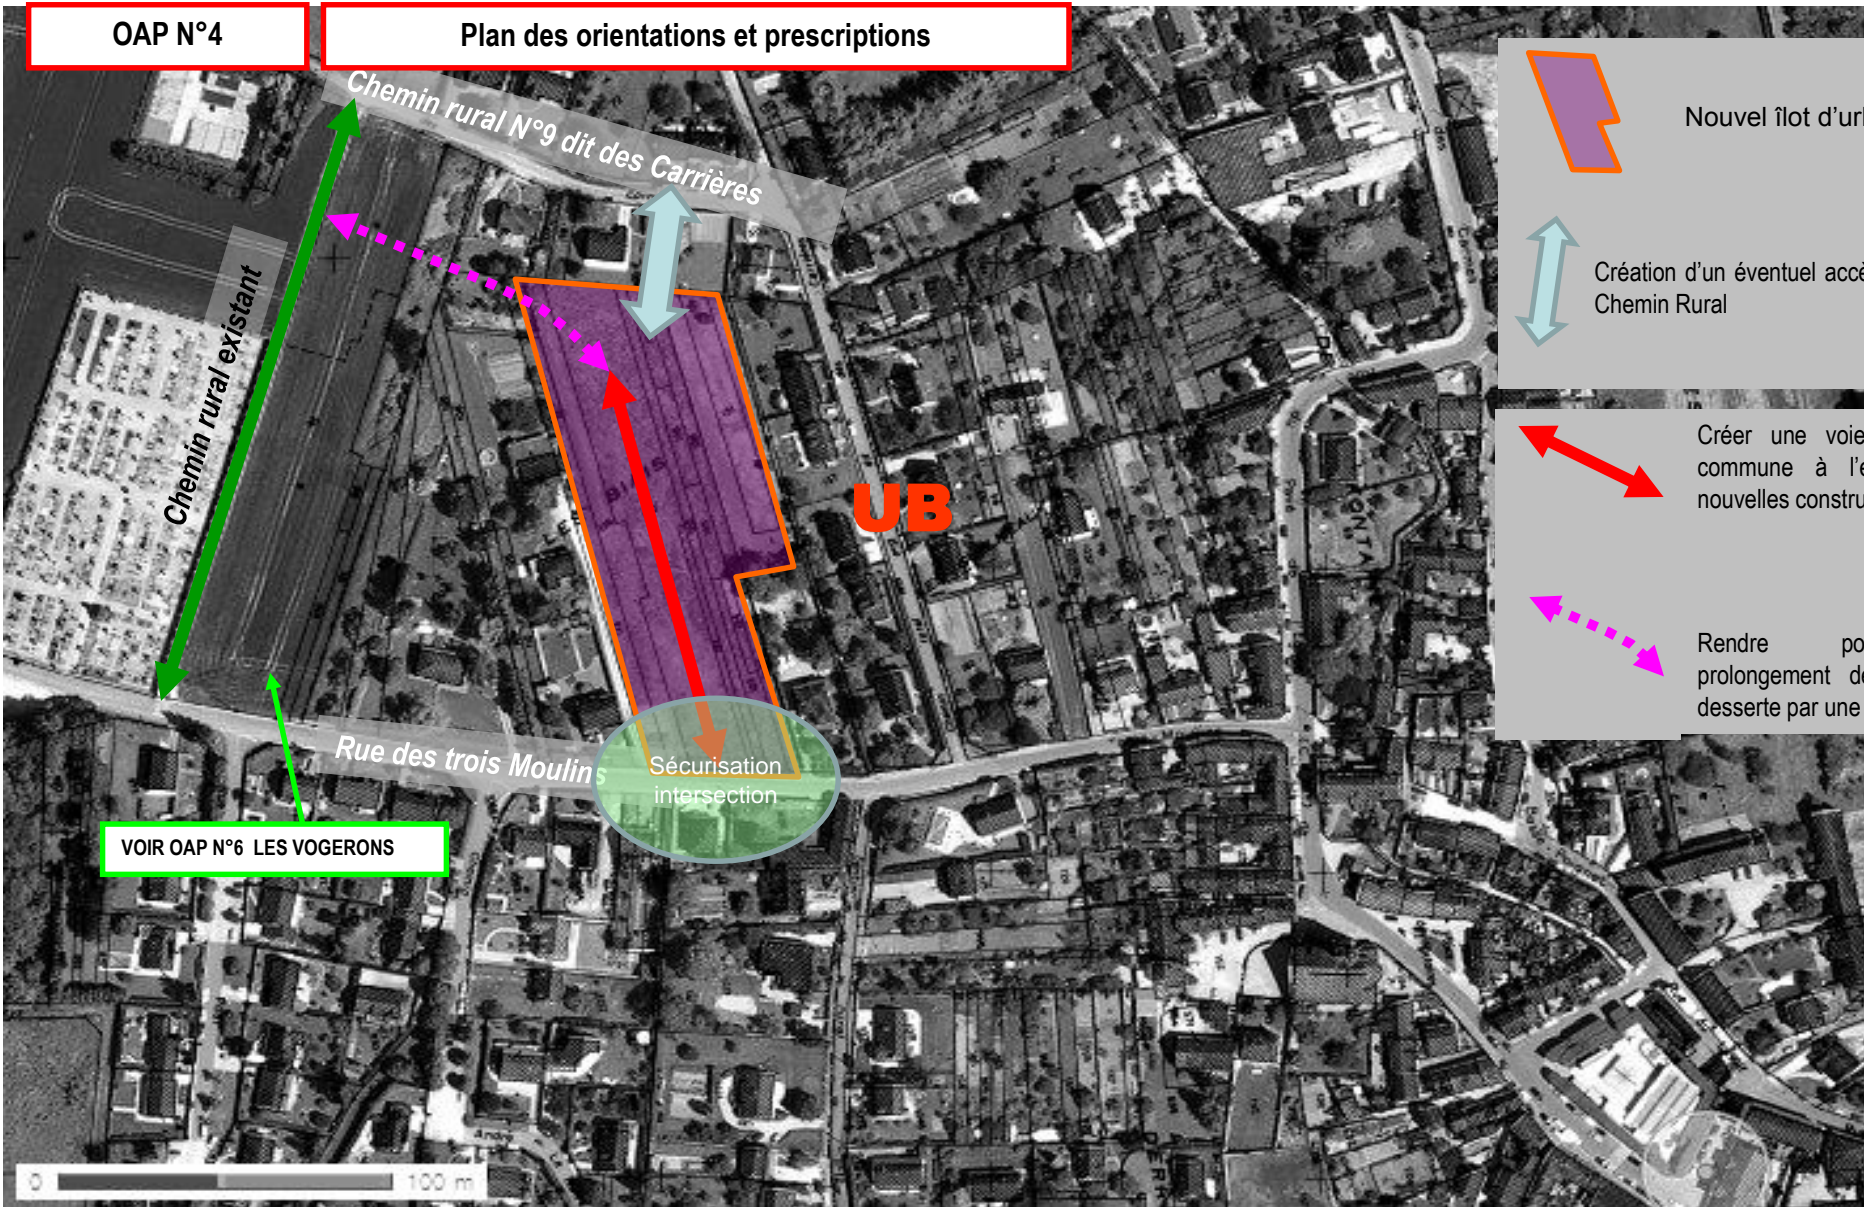 OAP N°4
Plan des orientations et prescriptions
Chemin rural N°9 dit des Carrières
Chemin rural existant
UB
Rue des trois Moulins
Sécurisation
intersection
VOIR OAP N°6 LES VOGERONS
Nouvel îlot d'url
Création d'un éventuel accè
Chemin Rural
Créer une voie
commune à l'e
nouvelles constru
Rendre po
prolongement de
desserte par une
André
0 100 m